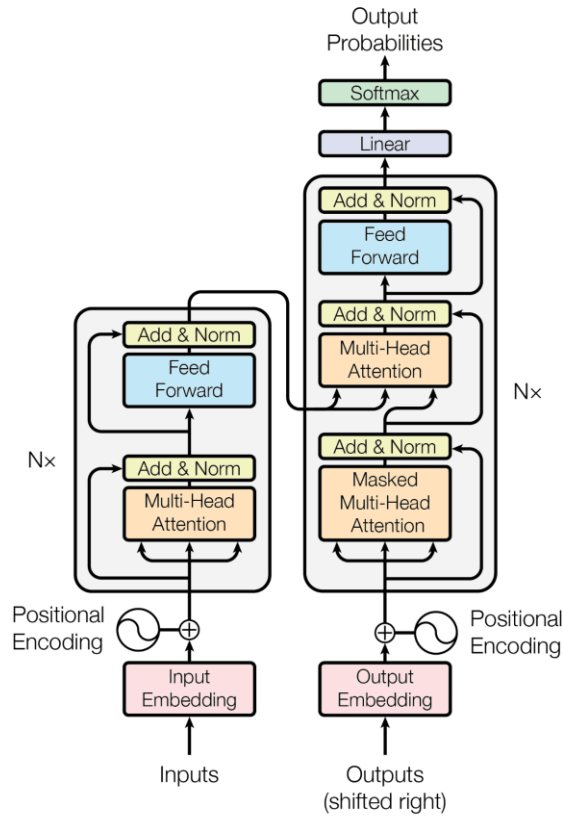 Output
Probabilities
Softmax
Linear
Add & Norm
Feed
Forward
Add & Norm
Multi-Head
Attention
Add & Norm
Masked
Multi-Head
Attention
N×
Add & Norm
Feed
Forward
Add & Norm
Multi-Head
Attention
N×
Positional
Encoding
Input
Embedding
Inputs
Positional
Encoding
Output
Embedding
Outputs
(shifted right)